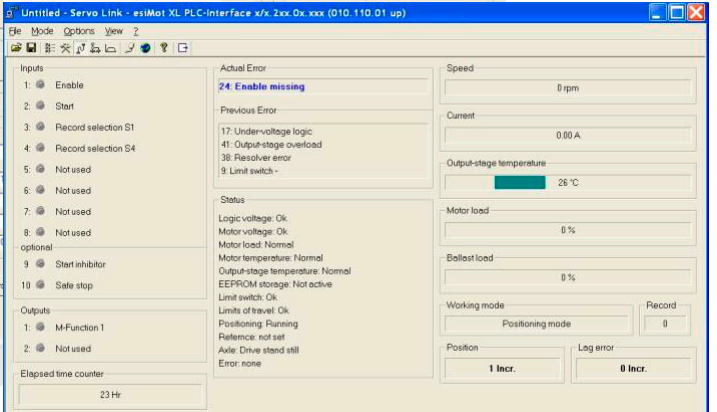 Untitled - Servo Link - esiMot XL PLC-Interface x/x.2xx.0x.xxx (010.110.01 up)
File Mode Options View ?
Inputs
1: Enable
2: Start
3: Record selection S1
4: Record selection S4
5: Not used
6: Not used
7: Not used
8: Not used
optional
9 Start inhibitor
10 Safe stop
Outputs
1: M-Function 1
2: Not used
Elapsed time counter
23 Hr
Actual Error
24: Enable missing
Previous Error
17: Under-voltage logic
41: Output-stage overload
38: Resolver error
9: Limit switch -
Status
Logic voltage: Ok
Motor voltage: Ok
Motor load: Normal
Motor temperature: Normal
Output-stage temperature: Normal
EEPROM storage: Not active
Limit switch: Ok
Limits of travel: Ok
Positioning: Running
Refernce: not set
Axle: Drive stand still
Error: none
Speed
0 rpm
Current
0.00 A
Output-stage temperature
26 °C
Motor load
0 %
Ballast load
0 %
Working mode
Positioning mode
Record
0
Position
1 Incr.
Lag error
0 Incr.